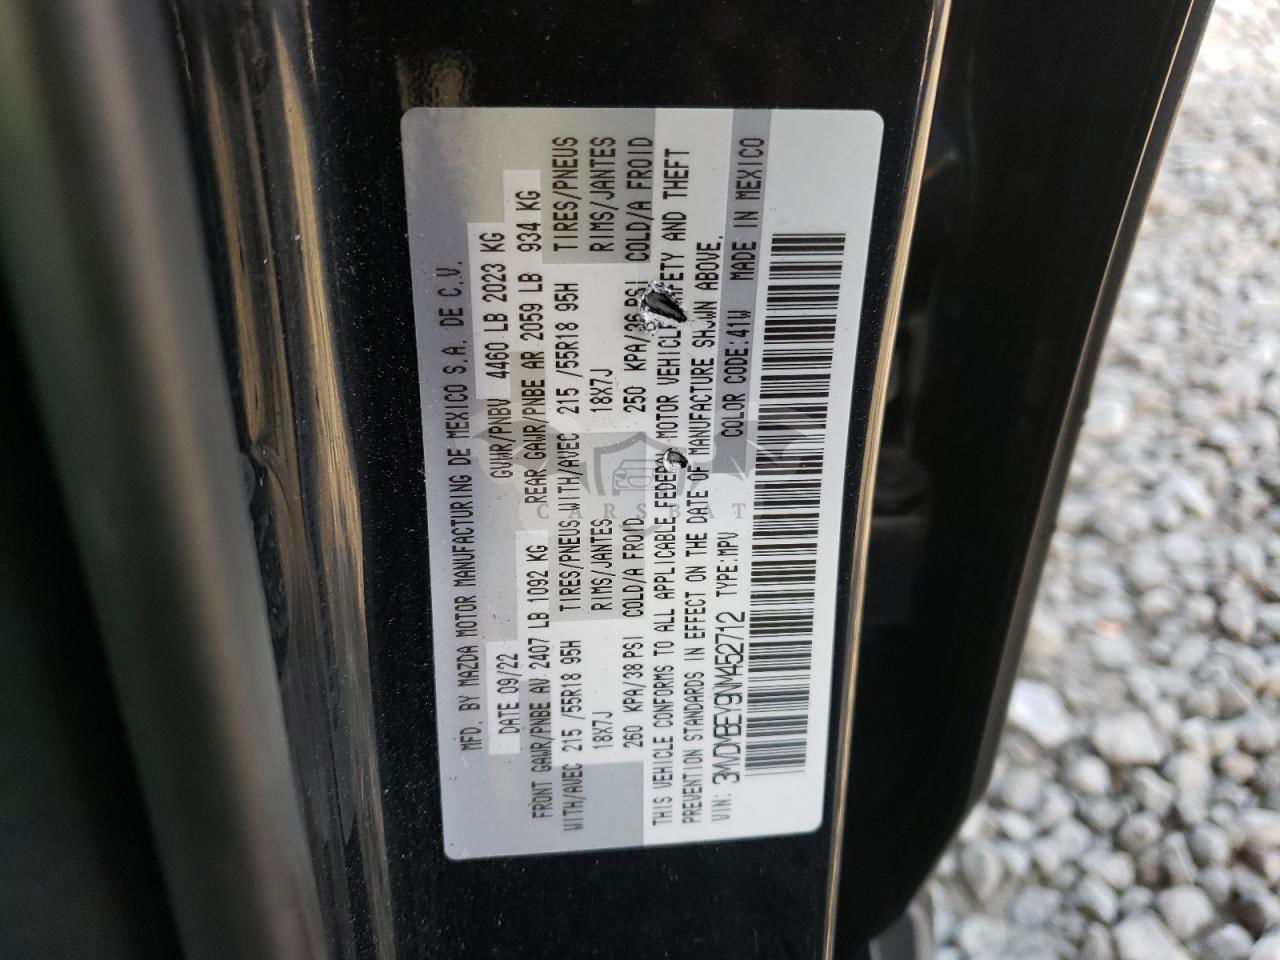 MFD. BY MAZDA MOTOR MANUFACTURING DE MEXICO S.A. DE C.V.
DATE 09/22 GVWR/PNBV 4460 LB 2023 KG
FRONT GAWR/PNBE AV 2407 LB 1092 KG REAR GAWR/PNBE AR 2059 LB 934 KG
WITH/AVEC 215 /55R18 95H TIRES/PNEUS WITH/AVEC 215 /55R18 95H TIRES/PNEUS
18X7J RIMS/JANTES 18X7J RIMS/JANTES
260 KPA/38 PSI COLD/A FROID 250 KPA/36 PSI COLD/A FROID
THIS VEHICLE CONFORMS TO ALL APPLICABLE FEDERAL MOTOR VEHICLE SAFETY AND THEFT
PREVENTION STANDARDS IN EFFECT ON THE DATE OF MANUFACTURE SHOWN ABOVE.
VIN: 3MVDMBEY9NM452712 TYPE:MPV COLOR CODE:41W MADE IN MEXICO
CARSBAT